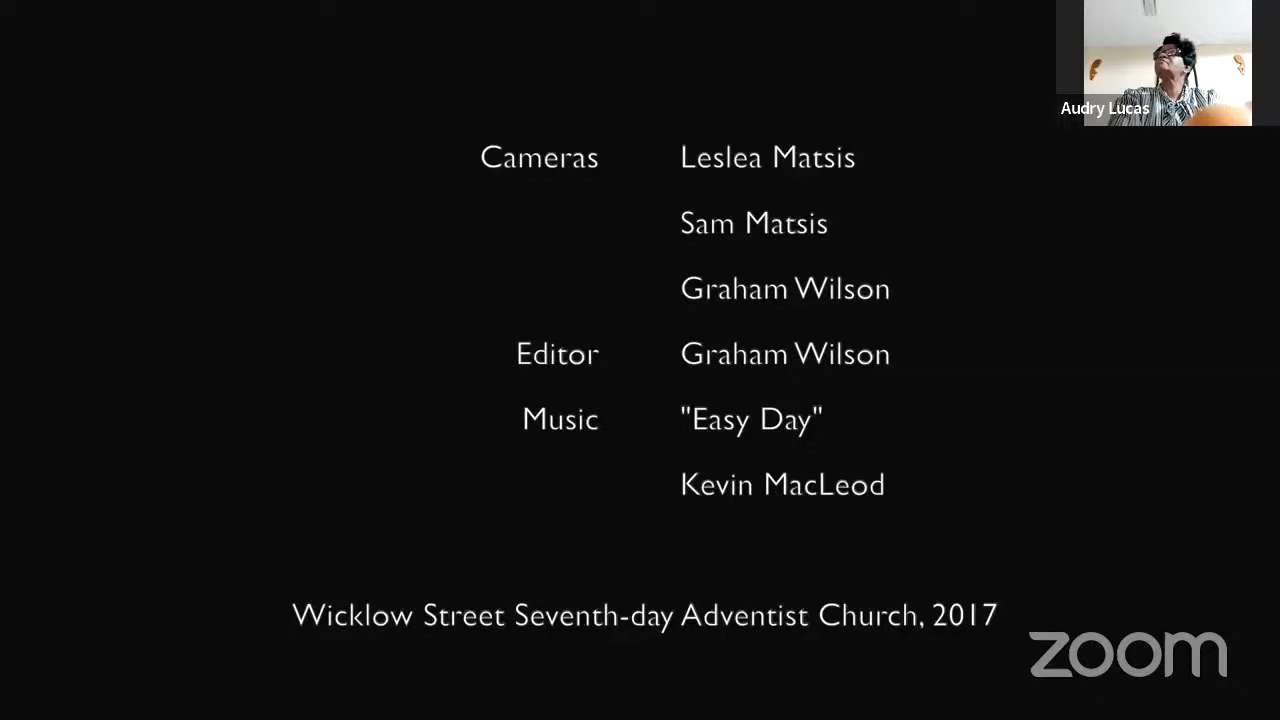 Audry Lucas
Cameras Leslea Matsis
Sam Matsis
Graham Wilson
Editor Graham Wilson
Music "Easy Day"
Kevin MacLeod
Wicklow Street Seventh-day Adventist Church, 2017
zoom